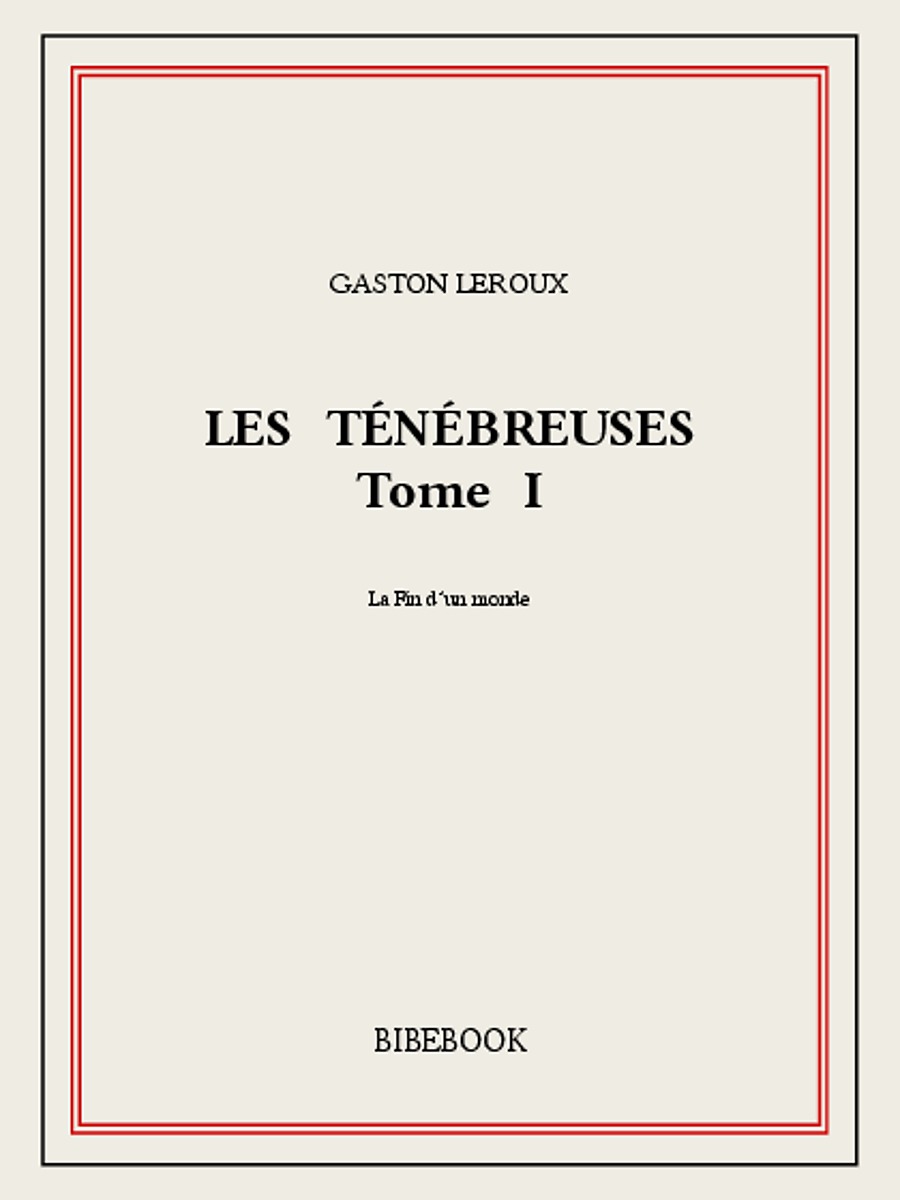 GASTON LEROUX
LES TÉNÉBREUSES
Tome I
La Fin d´un monde
BIBEBOOK